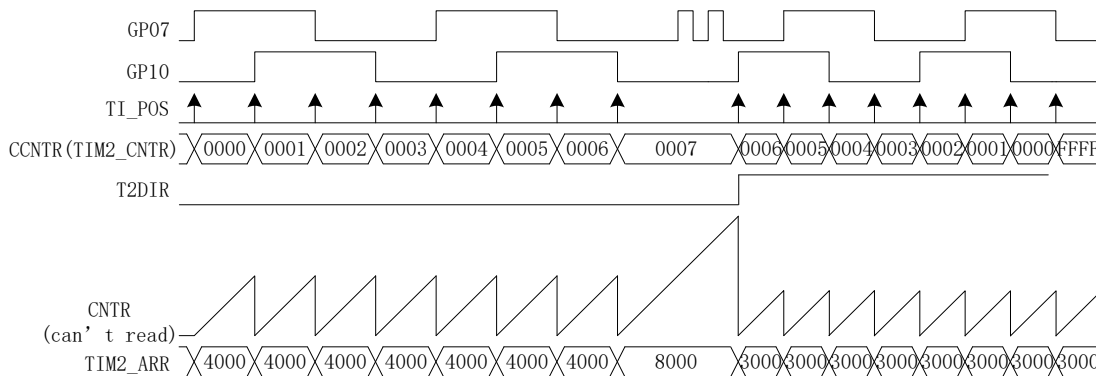 GP07
GP10
TI_POS
CCNTR(TIM2_CNTR) 0000 0001 0002 0003 0004 0005 0006 0007 0006 0005 0004 0003 0002 0001 0000 FFFF
T2DIR
CNTR
(can't read)
TIM2_ARR 4000 4000 4000 4000 4000 4000 4000 8000 3000 3000 3000 3000 3000 3000 3000 3000